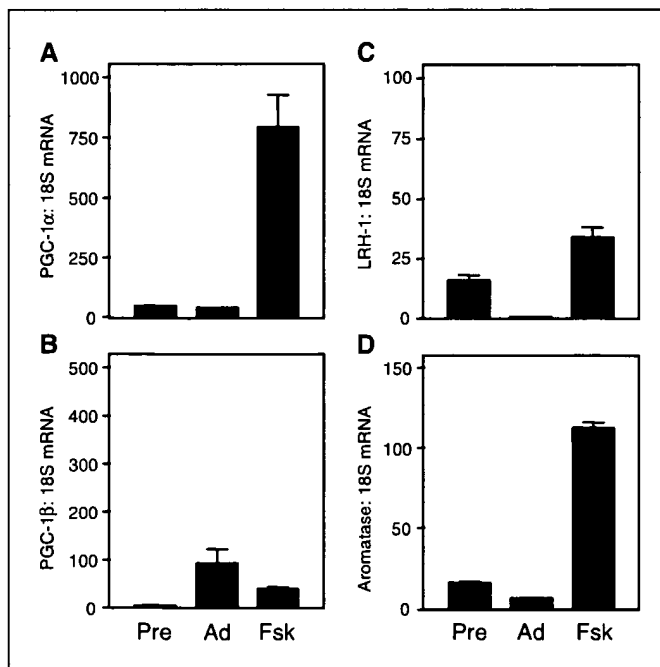 A
PGC-1α: 18S mRNA
1000
750
500
250
0
B
PGC-1β: 18S mRNA
500
400
300
200
100
0
Pre Ad Fsk
C
LRH-1: 18S mRNA
100
75
50
25
0
D
Aromatase: 18S mRNA
150
100
50
0
Pre Ad Fsk